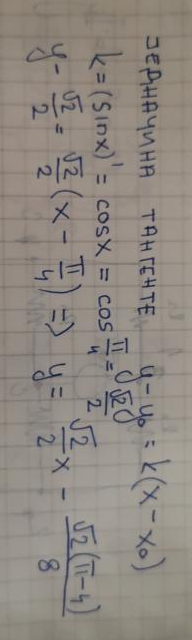 ЈЕДНАЧИНА ТАНГЕНТЕ y-y₀ = k(x-x₀)
k=(sinx)' = cosx = cos π/4 = √2/2
y - √2/2 = √2/2 (x - π/4) => y = √2/2 x - √2(π-4)/8